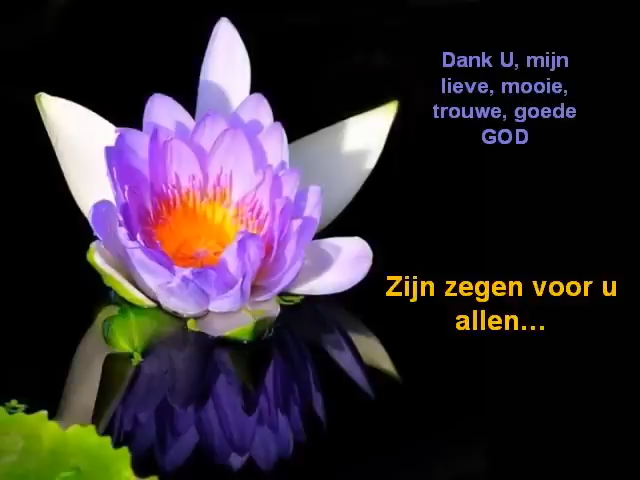 Dank U, mijn
lieve, mooie,
trouwe, goede
GOD
Zijn zegen voor u
allen...